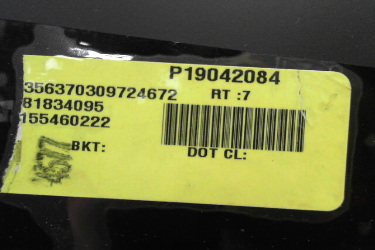 P19042084
356370309724672 RT :7
81834095
155460222
BKT: DOT CL: